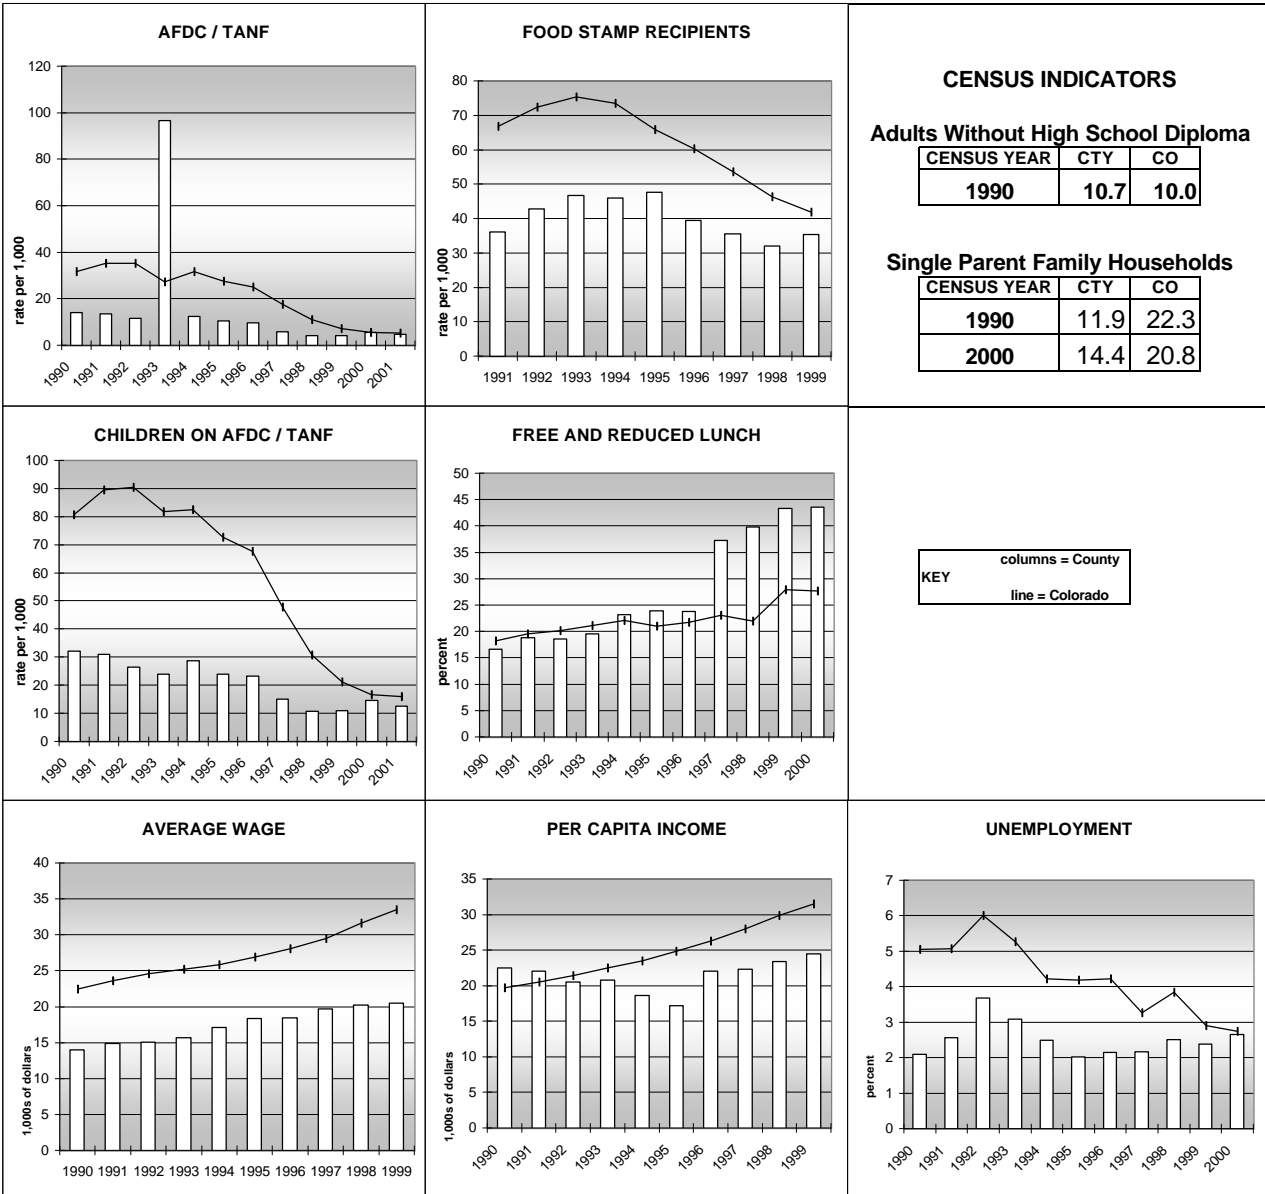 AFDC / TANF
120
100
80
60
40
20
0
rate per 1,000
1990 1991 1992 1993 1994 1995 1996 1997 1998 1999 2000 2001
FOOD STAMP RECIPIENTS
80
70
60
50
40
30
20
10
0
rate per 1,000
1991 1992 1993 1994 1995 1996 1997 1998 1999
CENSUS INDICATORS
Adults Without High School Diploma
CENSUS YEAR CTY CO
1990 10.7 10.0
Single Parent Family Households
CENSUS YEAR CTY CO
1990 11.9 22.3
2000 14.4 20.8
CHILDREN ON AFDC / TANF
100
90
80
70
60
50
40
30
20
10
0
rate per 1,000
1990 1991 1992 1993 1994 1995 1996 1997 1998 1999 2000 2001
FREE AND REDUCED LUNCH
50
45
40
35
30
25
20
15
10
5
0
percent
1990 1991 1992 1993 1994 1995 1996 1997 1998 1999 2000
columns = County
KEY
line = Colorado
AVERAGE WAGE
40
35
30
25
20
15
10
5
0
1,000s of dollars
1990 1991 1992 1993 1994 1995 1996 1997 1998 1999
PER CAPITA INCOME
35
30
25
20
15
10
5
0
1,000s of dollars
1990 1991 1992 1993 1994 1995 1996 1997 1998 1999
UNEMPLOYMENT
7
6
5
4
3
2
1
0
percent
1990 1991 1992 1993 1994 1995 1996 1997 1998 1999 2000